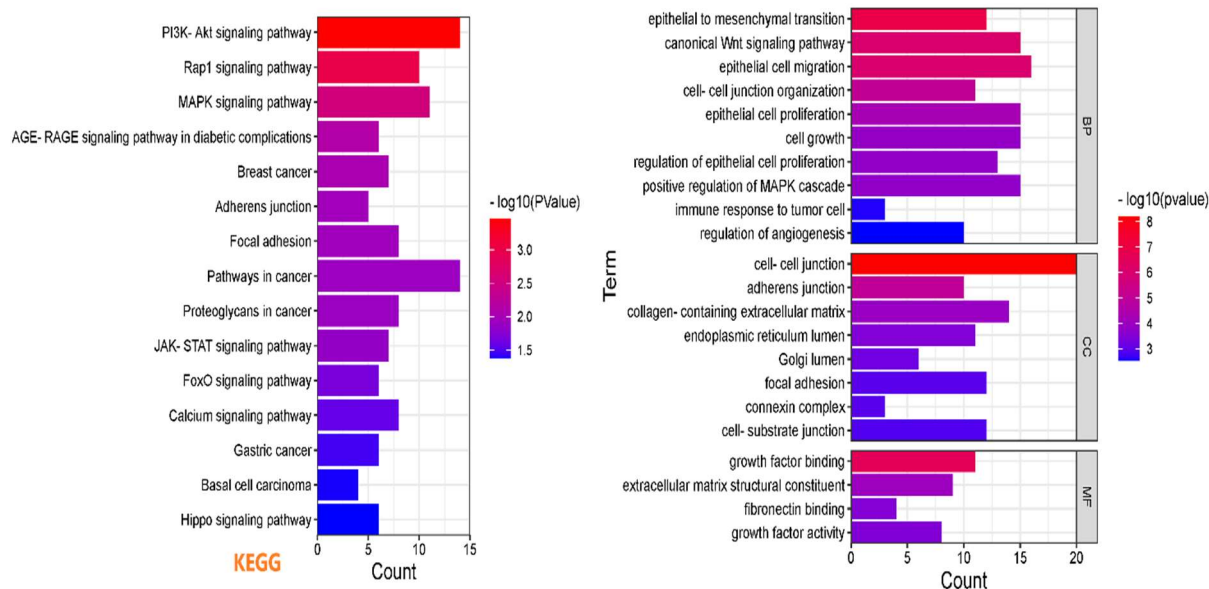 PI3K- Akt signaling pathway
Rap1 signaling pathway
MAPK signaling pathway
AGE- RAGE signaling pathway in diabetic complications
Breast cancer
Adherens junction
Focal adhesion
Pathways in cancer
Proteoglycans in cancer
JAK- STAT signaling pathway
FoxO signaling pathway
Calcium signaling pathway
Gastric cancer
Basal cell carcinoma
Hippo signaling pathway
0 5 10 15
Count
KEGG
- log10(PValue)
3.0
2.5
2.0
1.5
Term
epithelial to mesenchymal transition
canonical Wnt signaling pathway
epithelial cell migration
cell- cell junction organization
epithelial cell proliferation
cell growth
regulation of epithelial cell proliferation
positive regulation of MAPK cascade
immune response to tumor cell
regulation of angiogenesis
BP
cell- cell junction
adherens junction
collagen- containing extracellular matrix
endoplasmic reticulum lumen
Golgi lumen
focal adhesion
connexin complex
cell- substrate junction
CC
growth factor binding
extracellular matrix structural constituent
fibronectin binding
growth factor activity
MF
0 5 10 15 20
Count
- log10(pvalue)
8
7
6
5
4
3